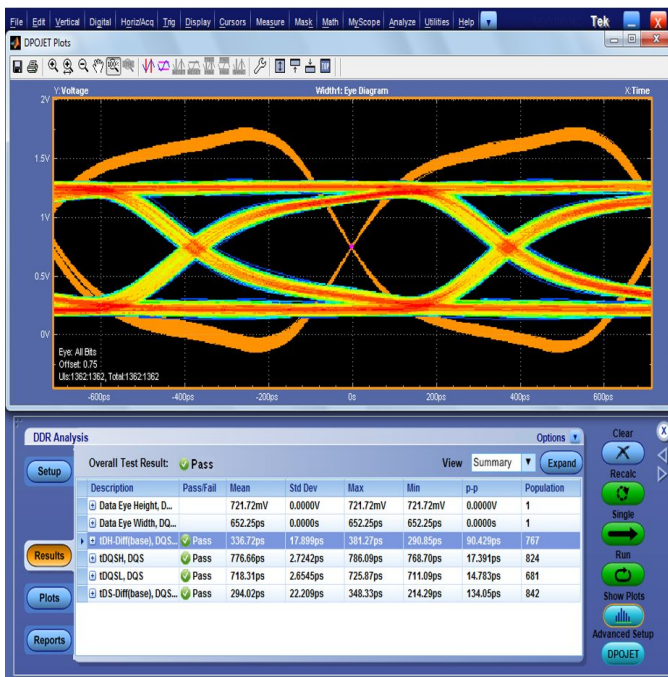 File Edit Vertical Digital Horiz/Acq Trig Display Cursors Measure Mask Math MyScope Analyze Utilities Help Tek X
DPOJET Plots
Y:Voltage Width1: Eye Diagram X:Time
2V
1.5V
1V
0.5V
0V
Eye: All Bits
Offset: 0.75
UIs:1362:1362, Total:1362:1362
-600ps -400ps -200ps 0s 200ps 400ps 600ps
DDR Analysis Options Clear X
Setup Overall Test Result: Pass View Summary Expand
Recalc
Description Pass/Fail Mean Std Dev Max Min p-p Population
Data Eye Height, D... 721.72mV 0.0000V 721.72mV 721.72mV 0.0000V 1
Single
Data Eye Width, DQ... 652.25ps 0.0000s 652.25ps 652.25ps 0.0000s 1
tDH-Diff(base), DQS... Pass 336.72ps 17.899ps 381.27ps 290.85ps 90.429ps 767
Results tDQSH, DQS Pass 776.66ps 2.7242ps 786.09ps 768.70ps 17.391ps 824
Run
tDQSL, DQS Pass 718.31ps 2.6545ps 725.87ps 711.09ps 14.783ps 681
Plots tDS-Diff(base), DQS... Pass 294.02ps 22.209ps 348.33ps 214.29ps 134.05ps 842
Show Plots
Advanced Setup
Reports DPOJET